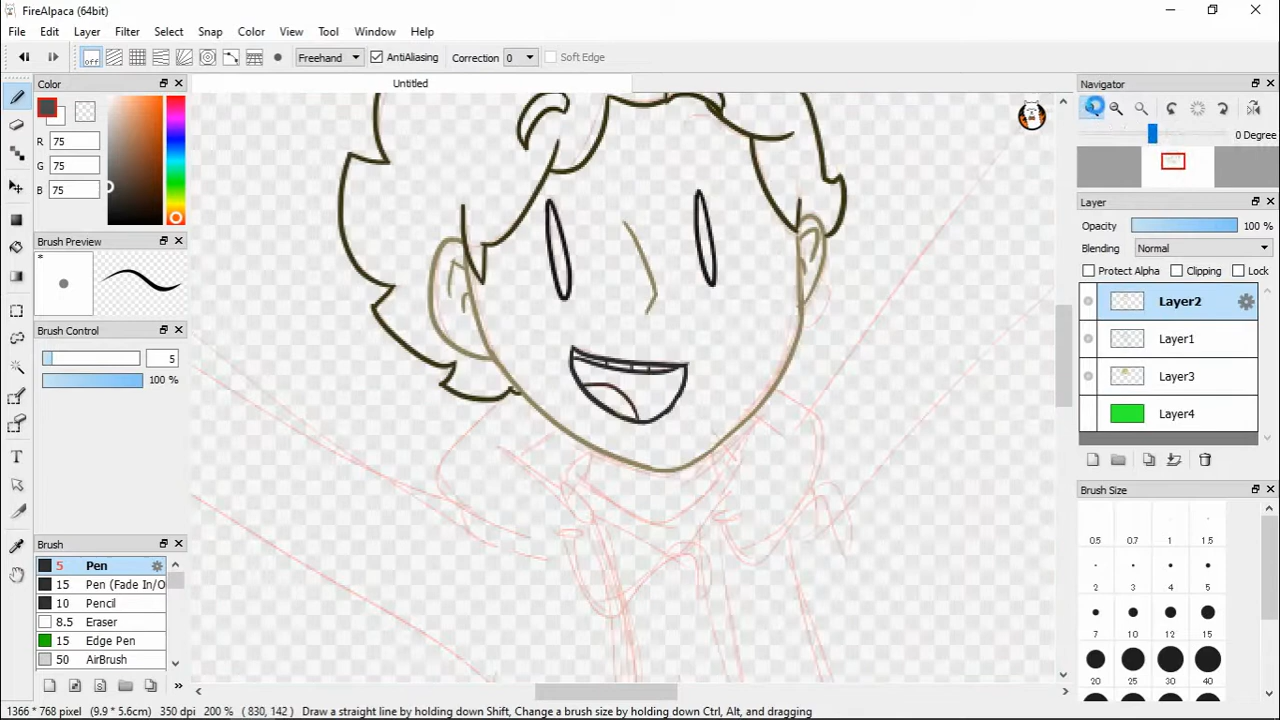 FireAlpaca (64bit)
File Edit Layer Filter Select Snap Color View Tool Window Help
off Freehand AntiAliasing Correction 0 Soft Edge
Color
Untitled
Navigator
R 75
G 75
B 75
0 Degree
Layer
Opacity 100 %
Brush Preview
*
Blending Normal
Protect Alpha Clipping Lock
Layer2
Brush Control
Layer1
5
100 %
Layer3
Layer4
Brush Size
0.5 0.7 1 1.5
Brush
5 Pen
15 Pen (Fade In/O
10 Pencil
8.5 Eraser
15 Edge Pen
50 AirBrush
2 3 4 5
7 10 12 15
20 25 30 40
1366 * 768 pixel (9.9 * 5.6cm) 350 dpi 200 % ( 830, 142 ) Draw a straight line by holding down Shift, Change a brush size by holding down Ctrl, Alt, and dragging